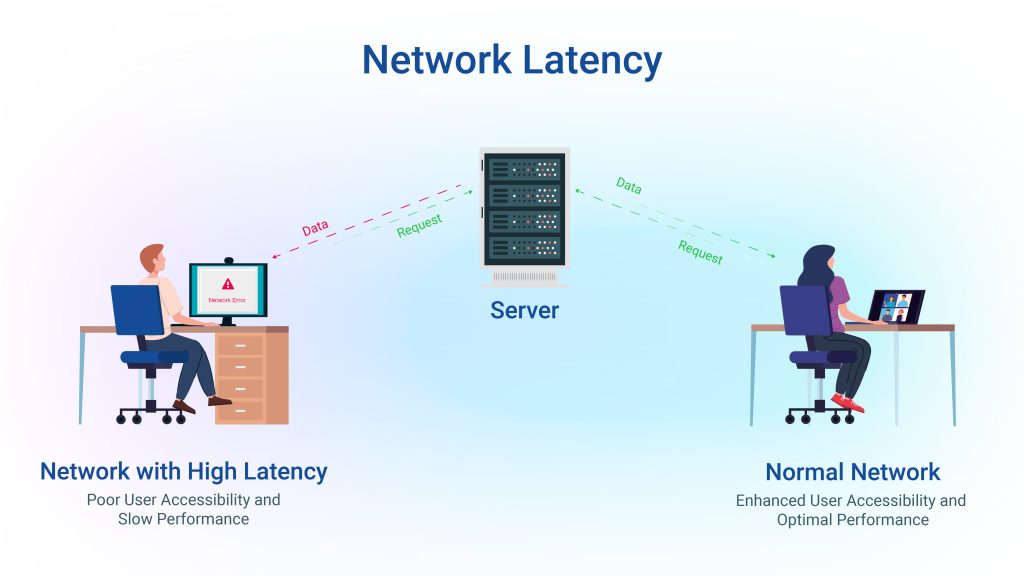 Network Latency
Data
Request
Data
Request
Network Error
Server
Network with High Latency
Poor User Accessibility and
Slow Performance
Normal Network
Enhanced User Accessibility and
Optimal Performance